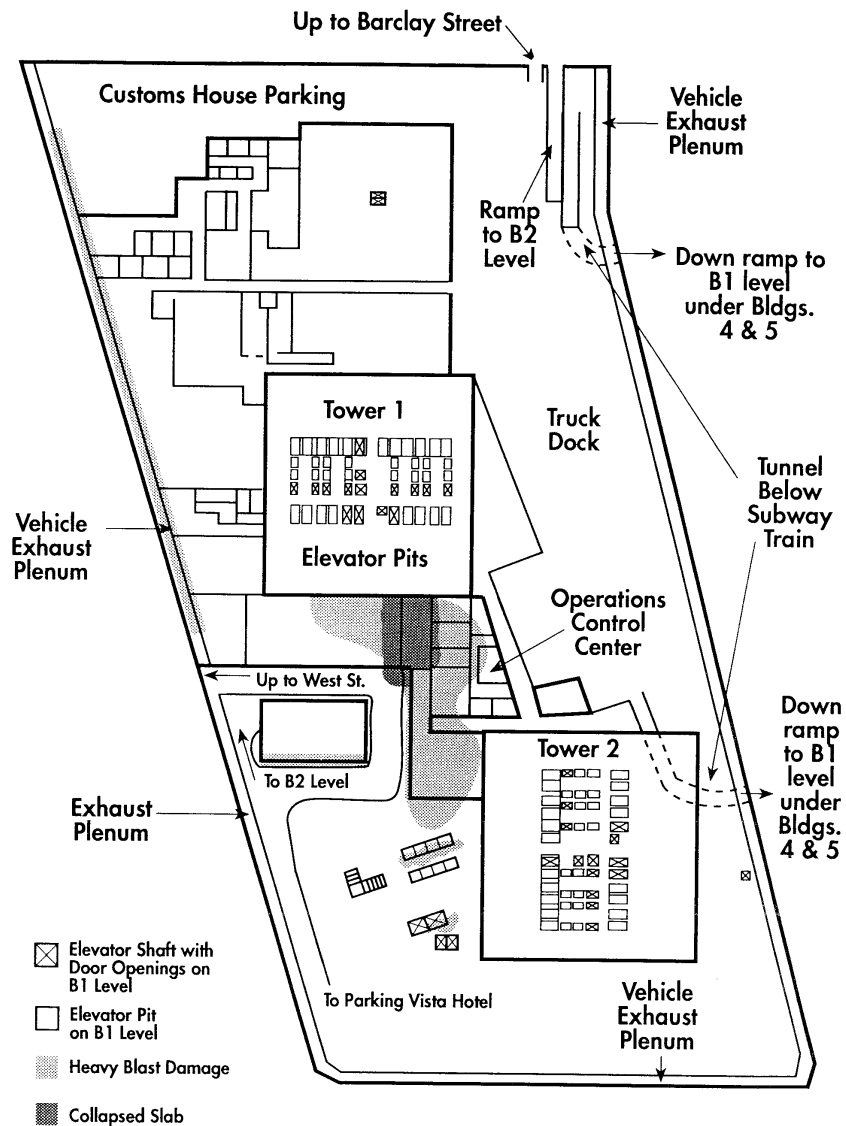 Up to Barclay Street
Customs House Parking
Vehicle
Exhaust
Plenum
Ramp
to B2
Level
Down ramp to
B1 level
under Bldgs.
4 & 5
Tower 1
Truck
Dock
Tunnel
Below
Subway
Train
Vehicle
Exhaust
Plenum
Elevator Pits
Operations
Control
Center
Up to West St.
Down
ramp
to B1
level
under
Bldgs.
4 & 5
Tower 2
To B2 Level
Exhaust
Plenum
Elevator Shaft with
Door Openings on
B1 Level
To Parking Vista Hotel
Vehicle
Exhaust
Plenum
Elevator Pit
on B1 Level
Heavy Blast Damage
Collapsed Slab